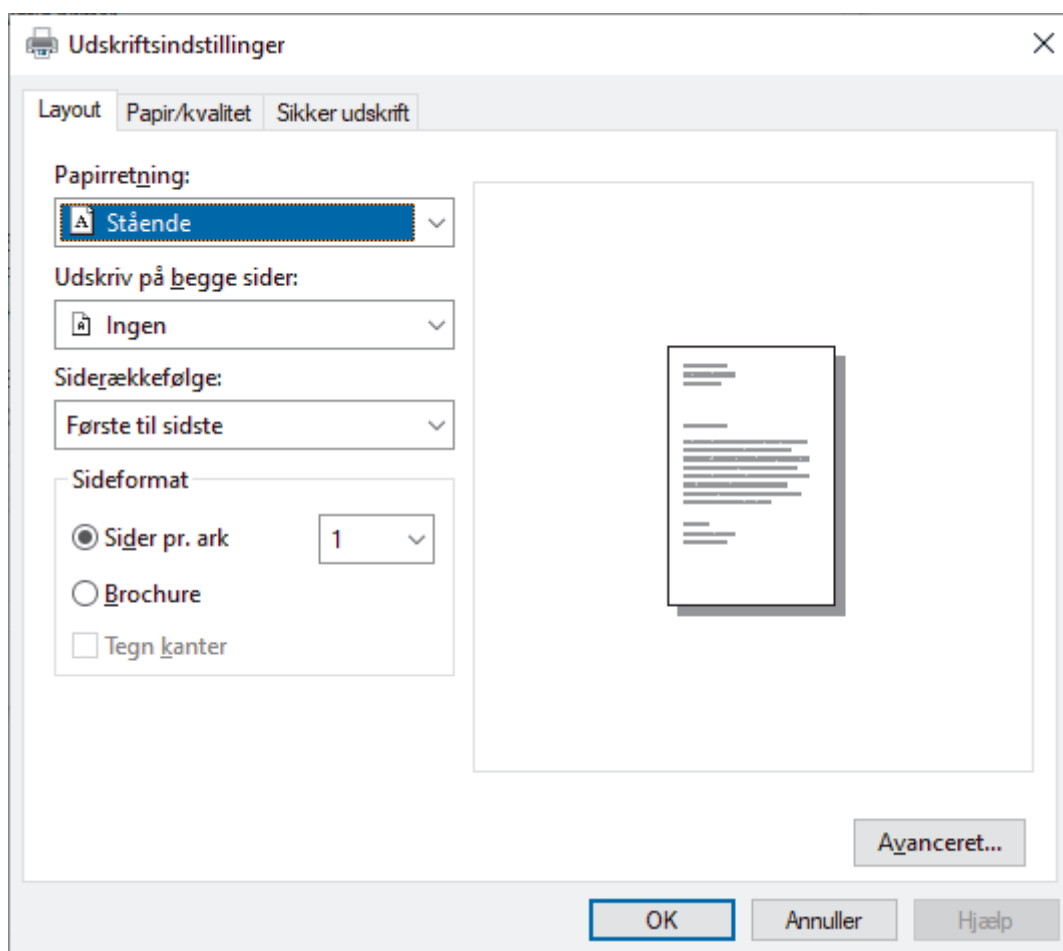 Udskriftsindstillinger
Layout Papir/kvalitet Sikker udskrift
Papirretning:
A Stående
Udskriv på begge sider:
A Ingen
Siderækkefølge:
Første til sidste
Sideformat
Sider pr. ark 1
Brochure
Tegn kanter
Avanceret...
OK Annuller Hjælp